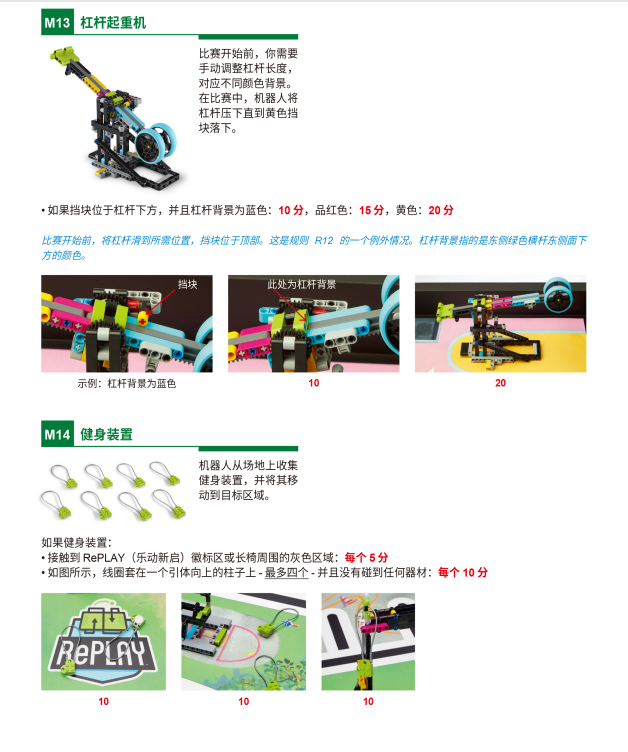 M13 杠杆起重机
比赛开始前，你需要
手动调整杠杆长度，
对应不同颜色背景。
在比赛中，机器人将
杠杆压下直到黄色挡
块落下。
• 如果挡块位于杠杆下方，并且杠杆背景为蓝色：10 分，品红色：15 分，黄色：20 分
比赛开始前，将杠杆滑到所需位置，挡块位于顶部。这是规则 R12 的一个例外情况。杠杆背景指的是东侧绿色横杆东侧面下
方的颜色。
挡块
此处为杠杆背景
示例：杠杆背景为蓝色
10
20
M14 健身装置
机器人从场地上收集
健身装置，并将其移
动到目标区域。
如果健身装置：
• 接触到 RePLAY（乐动新启）徽标区或长椅周围的灰色区域：每个 5 分
• 如图所示，线圈套在一个引体向上的柱子上 - 最多四个 - 并且没有碰到任何器材：每个 10 分
RePLAY
10
10
10